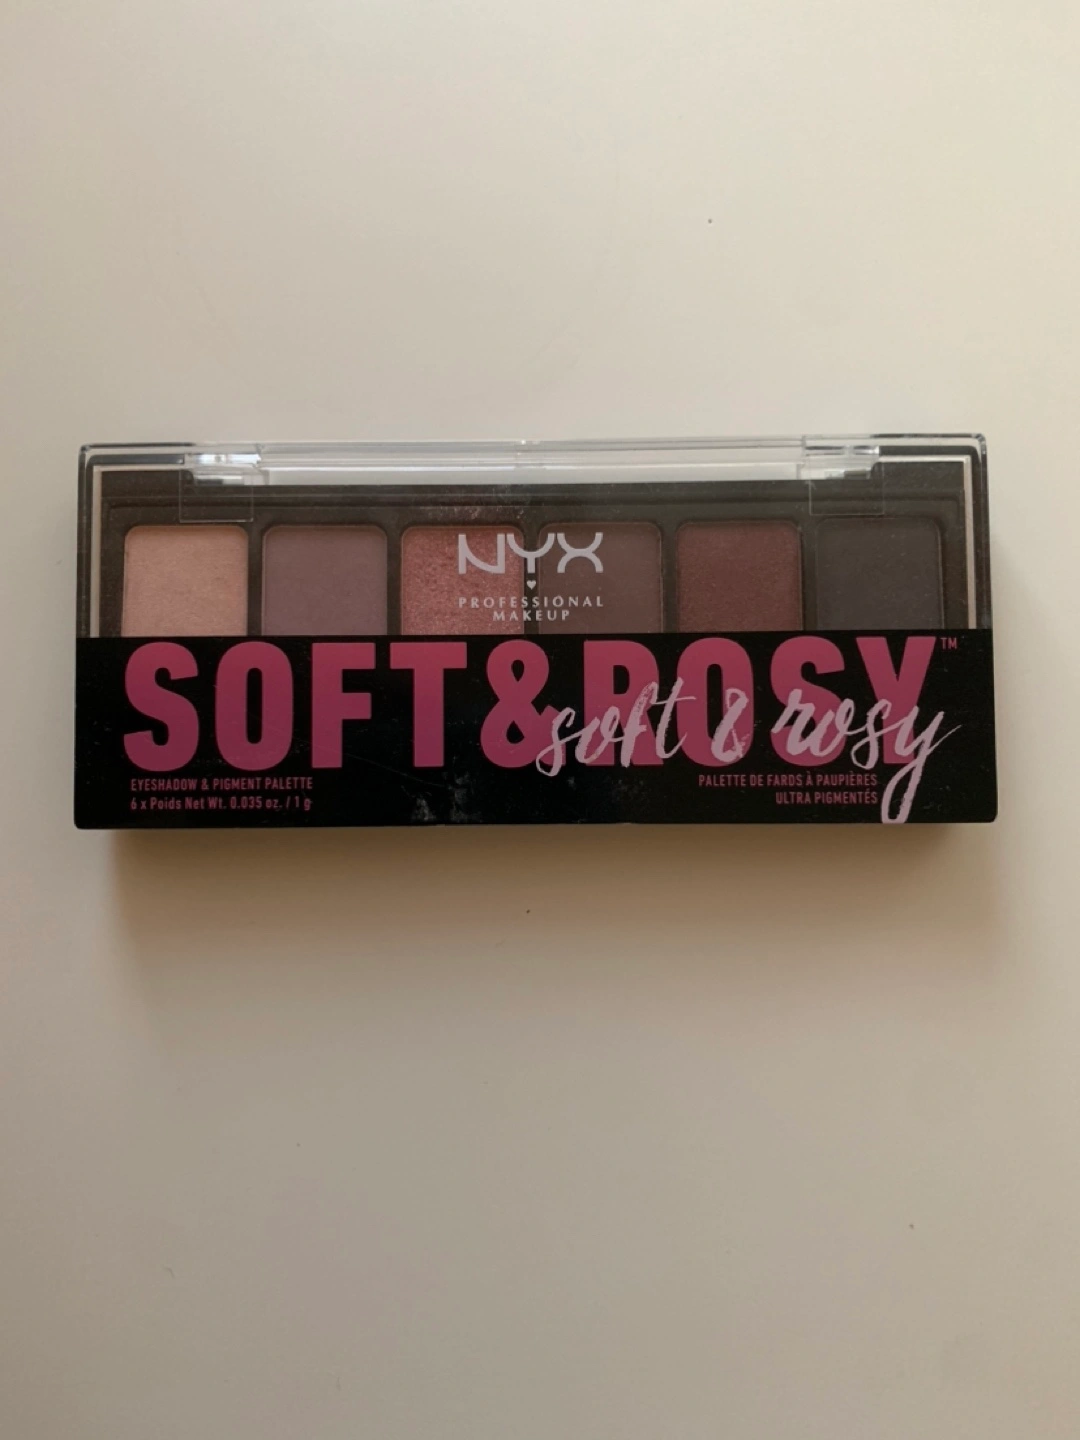 NYX
PROFESSIONAL
MAKEUP
SOFT&ROSY™
soft & rosy
EYESHADOW & PIGMENT PALETTE
6 x Poids Net Wt. 0.035 oz. / 1 g
PALETTE DE FARDS À PAUPIÈRES
ULTRA PIGMENTÉS